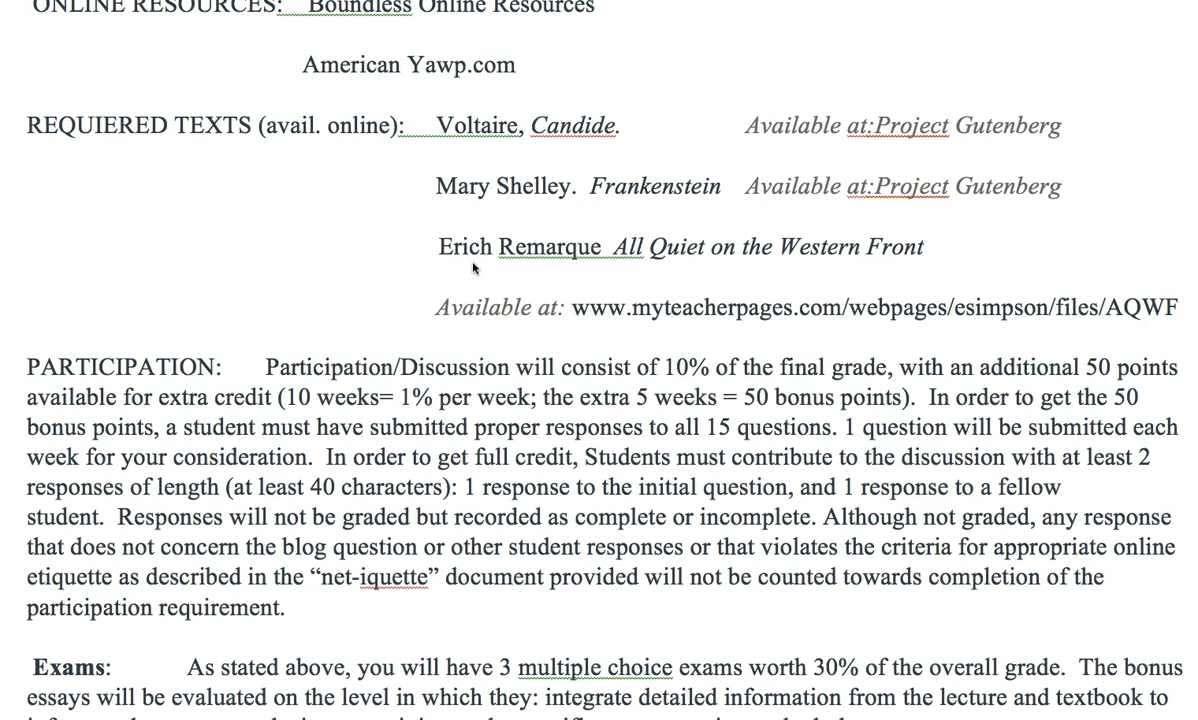 ONLINE RESOURCES: Boundless Online Resources
American Yawp.com
REQUIERED TEXTS (avail. online): Voltaire, Candide. Available at:Project Gutenberg
Mary Shelley. Frankenstein Available at:Project Gutenberg
Erich Remarque All Quiet on the Western Front
Available at: www.myteacherpages.com/webpages/esimpson/files/AQWF
PARTICIPATION: Participation/Discussion will consist of 10% of the final grade, with an additional 50 points
available for extra credit (10 weeks= 1% per week; the extra 5 weeks = 50 bonus points). In order to get the 50
bonus points, a student must have submitted proper responses to all 15 questions. 1 question will be submitted each
week for your consideration. In order to get full credit, Students must contribute to the discussion with at least 2
responses of length (at least 40 characters): 1 response to the initial question, and 1 response to a fellow
student. Responses will not be graded but recorded as complete or incomplete. Although not graded, any response
that does not concern the blog question or other student responses or that violates the criteria for appropriate online
etiquette as described in the “net-iquette” document provided will not be counted towards completion of the
participation requirement.
Exams: As stated above, you will have 3 multiple choice exams worth 30% of the overall grade. The bonus
essays will be evaluated on the level in which they: integrate detailed information from the lecture and textbook to